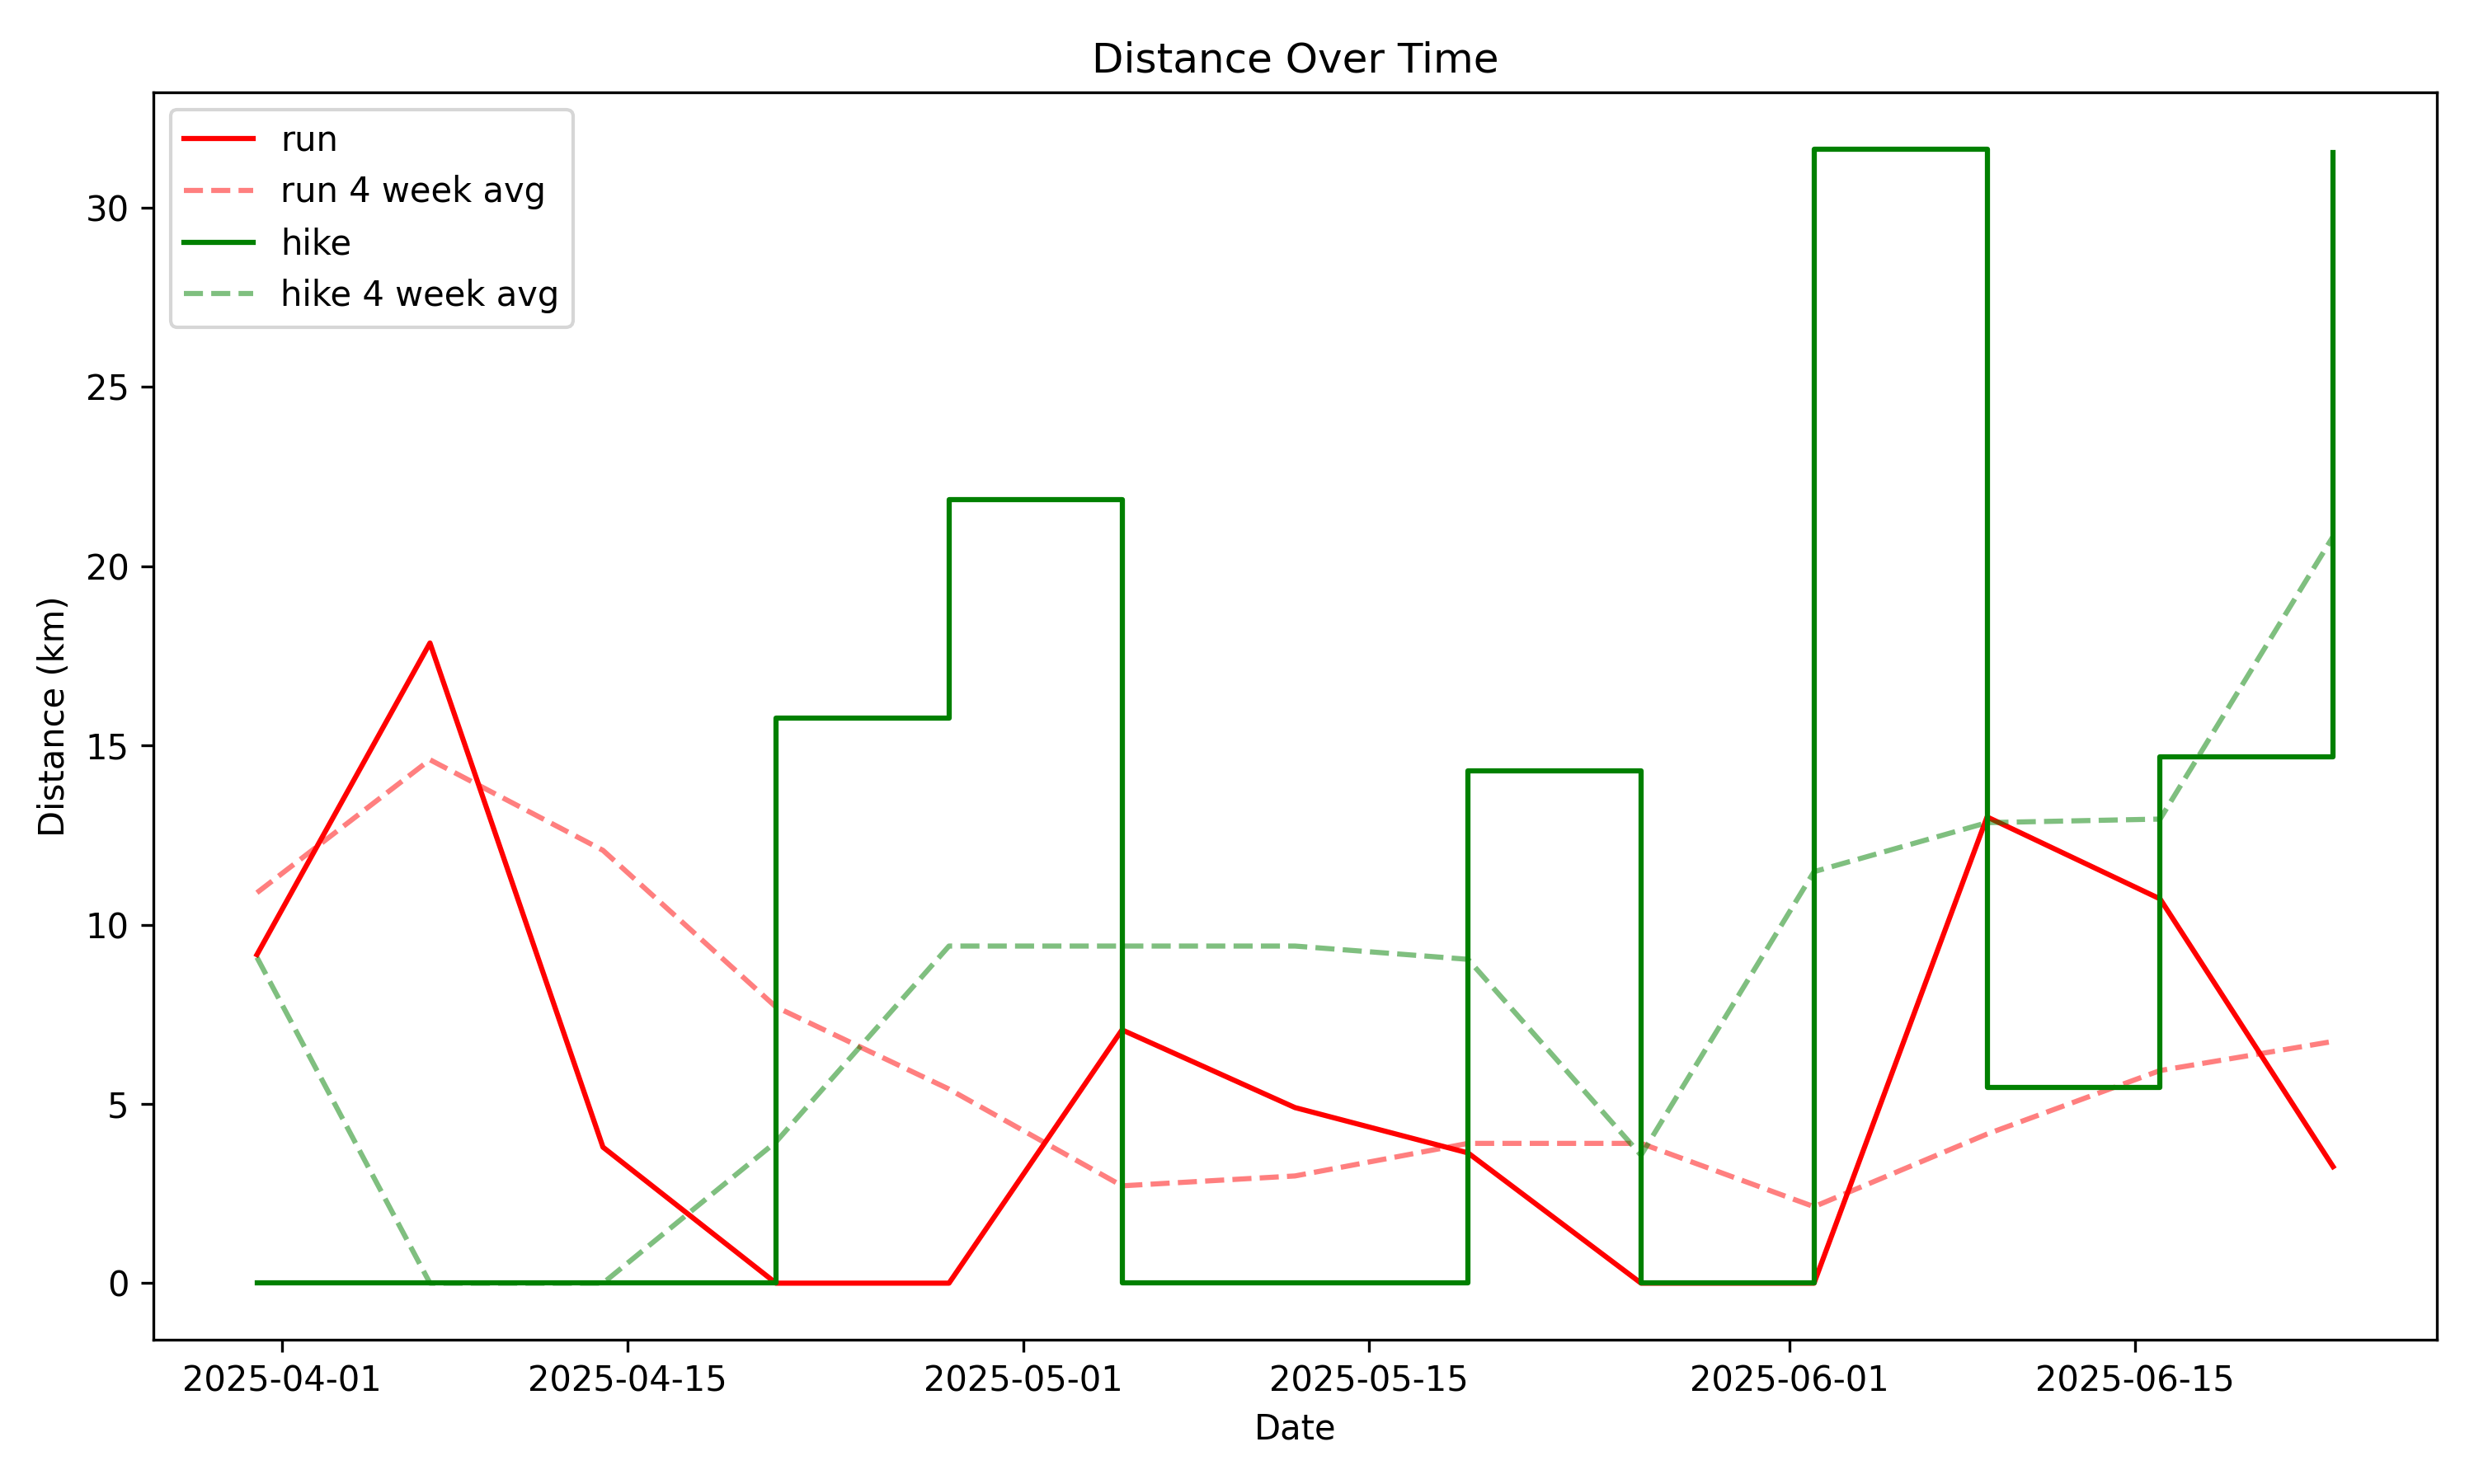 Distance Over Time
run
run 4 week avg
hike
hike 4 week avg
Distance (km)
30
25
20
15
10
5
0
2025-04-01
2025-04-15
2025-05-01
2025-05-15
2025-06-01
2025-06-15
Date